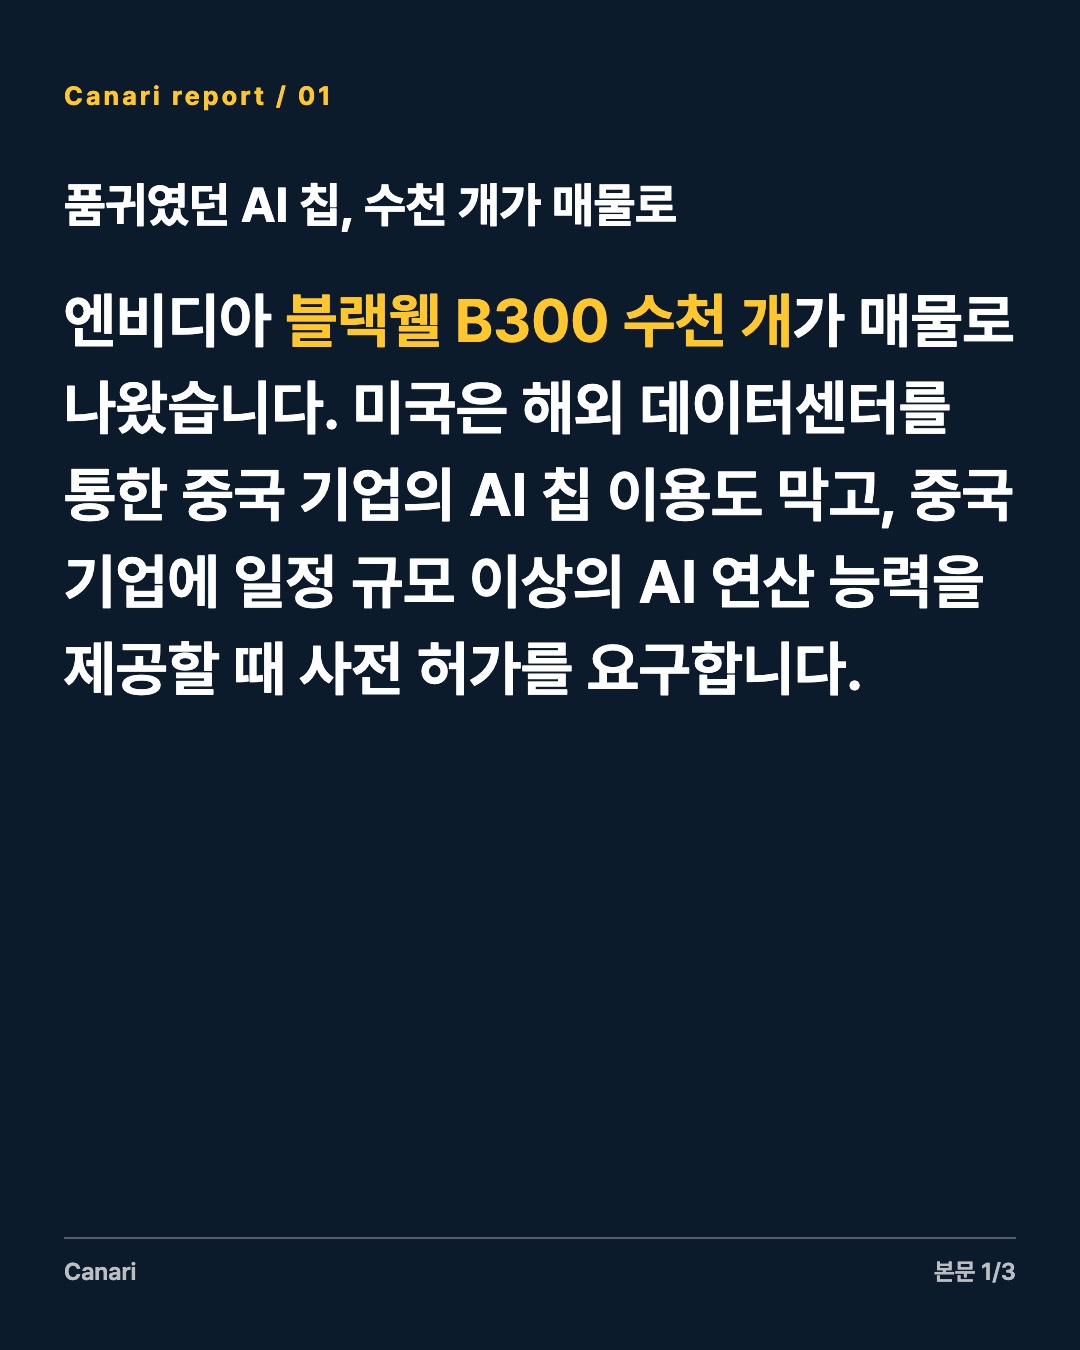 Canari report / 01
품귀였던 AI 칩, 수천 개가 매물로
엔비디아 블랙웰 B300 수천 개가 매물로
나왔습니다. 미국은 해외 데이터센터를
통한 중국 기업의 AI 칩 이용도 막고, 중국
기업에 일정 규모 이상의 AI 연산 능력을
제공할 때 사전 허가를 요구합니다.
Canari
본문 1/3